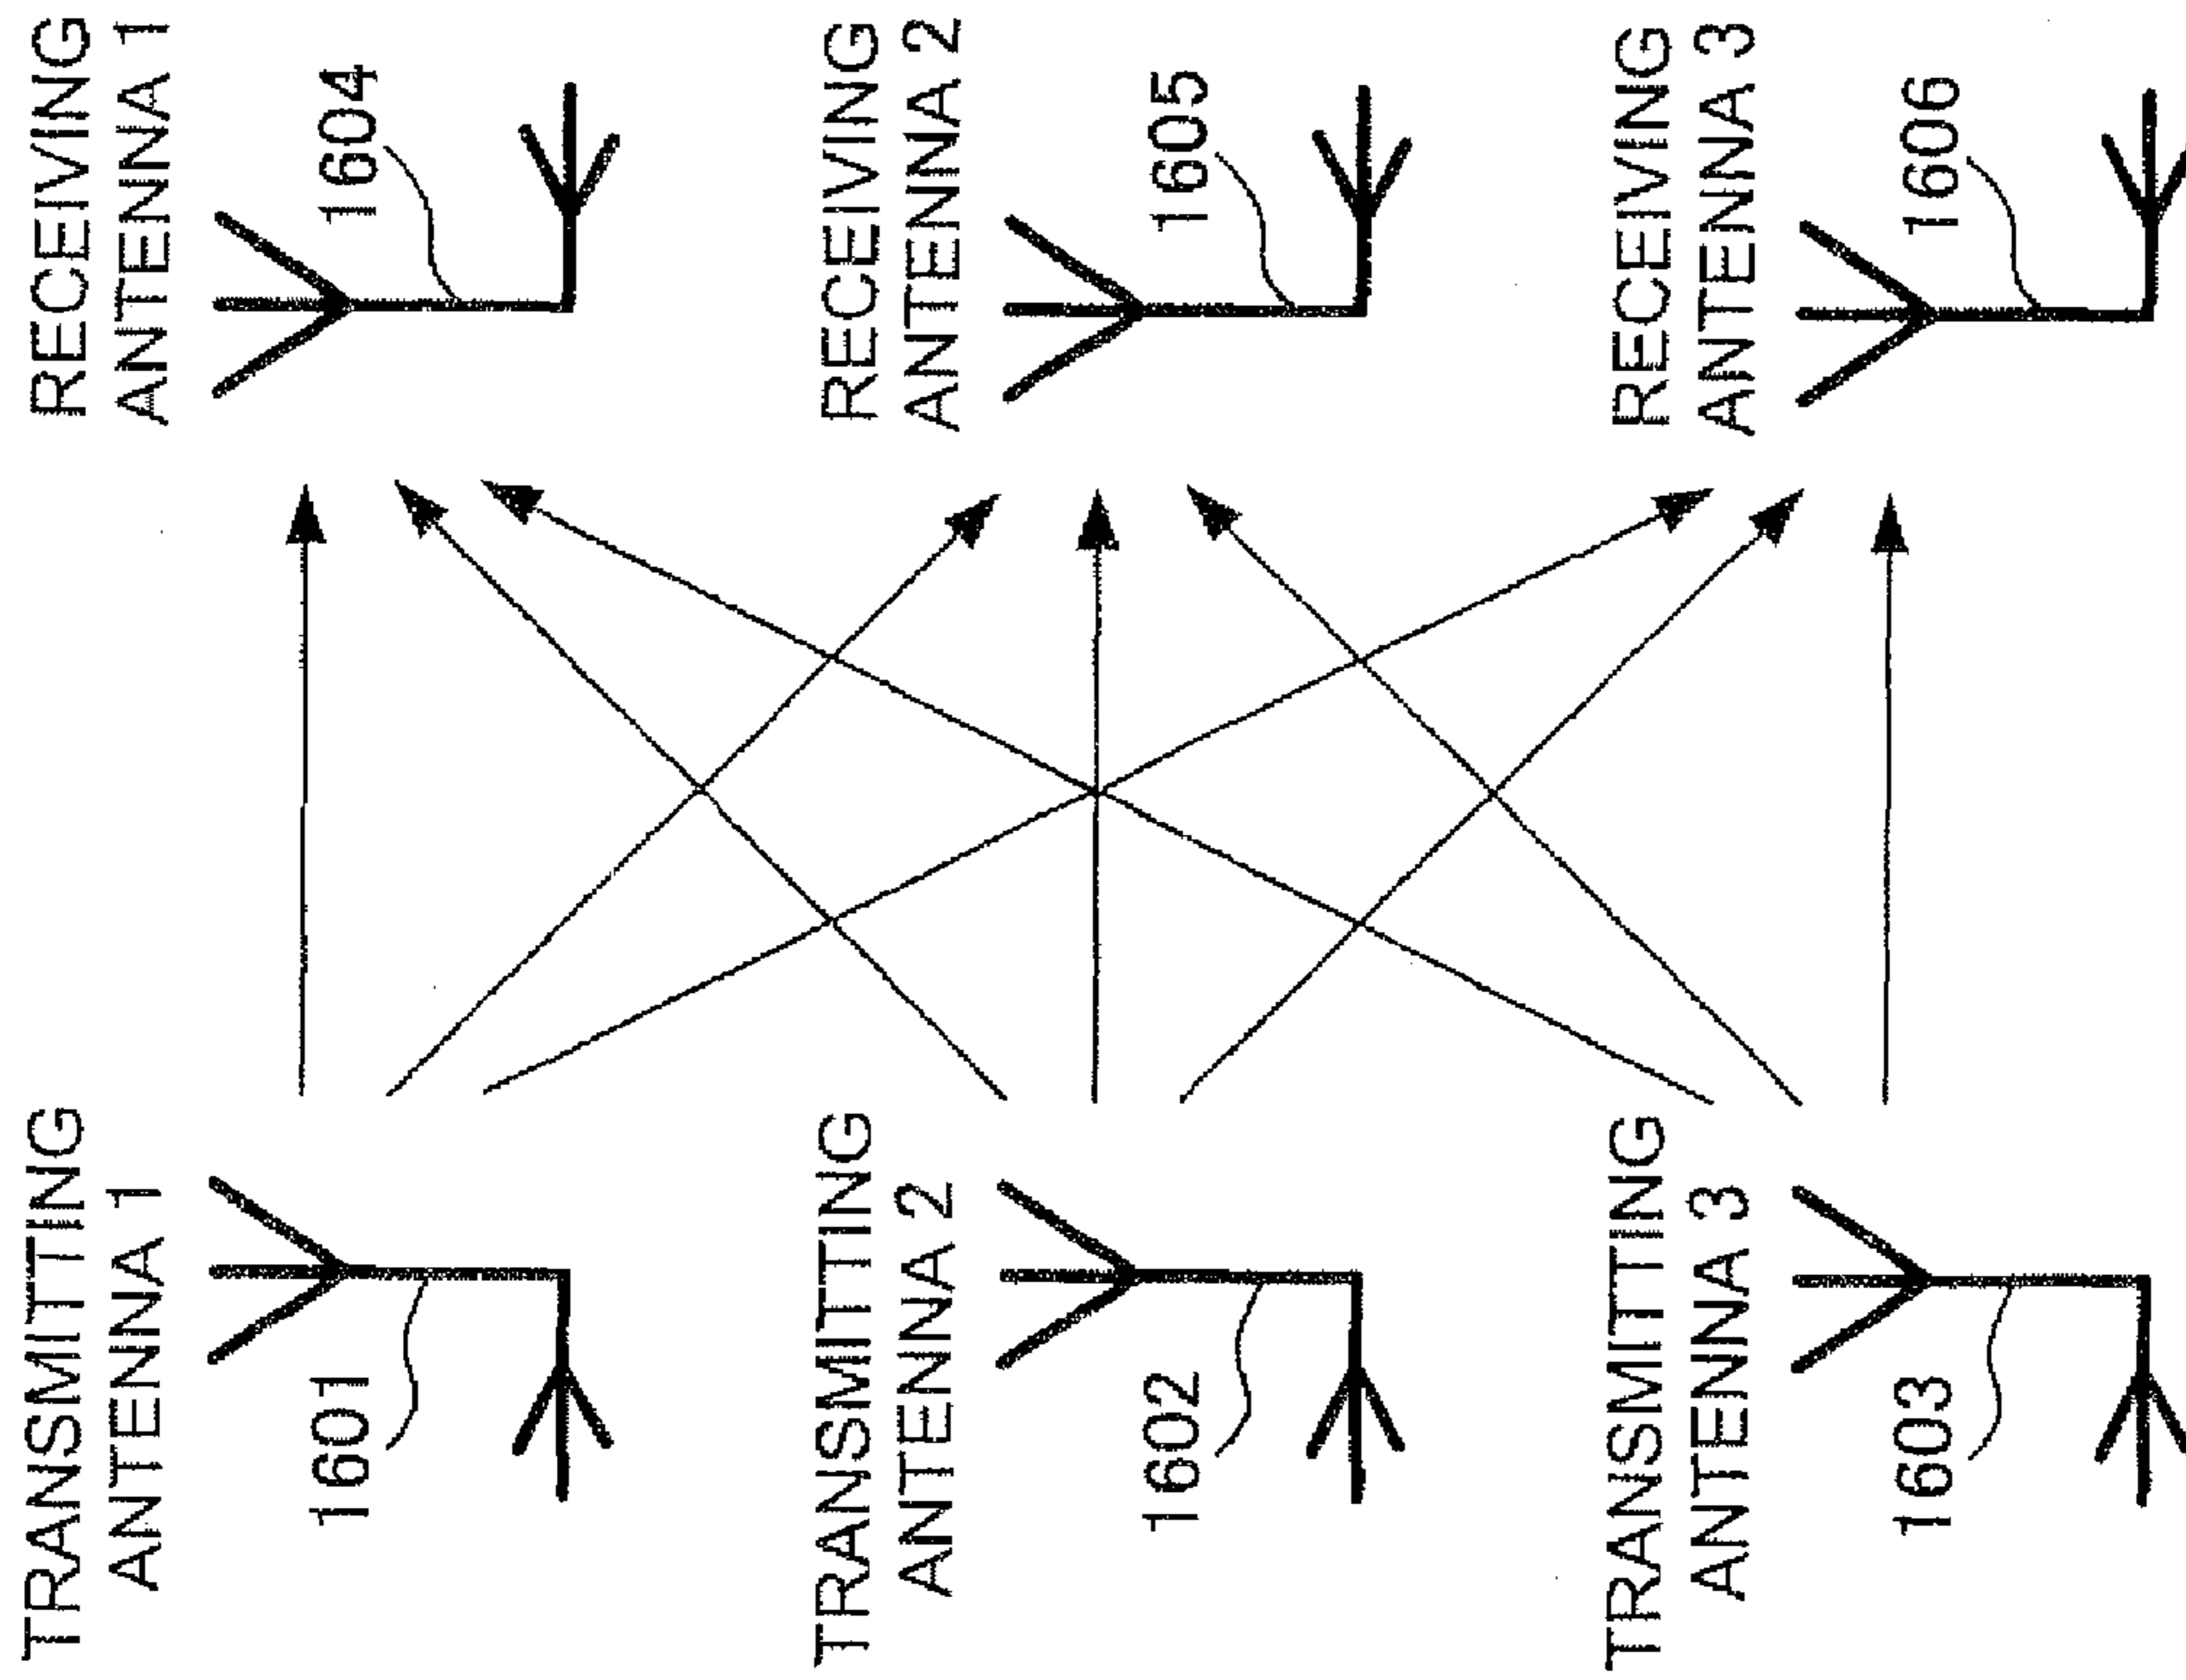 TRANSMITTING
ANTENNA 1
1601
RECEIVING
ANTENNA 1
1604
TRANSMITTING
ANTENNA 2
1602
RECEIVING
ANTENNA 2
1605
TRANSMITTING
ANTENNA 3
1603
RECEIVING
ANTENNA 3
1606